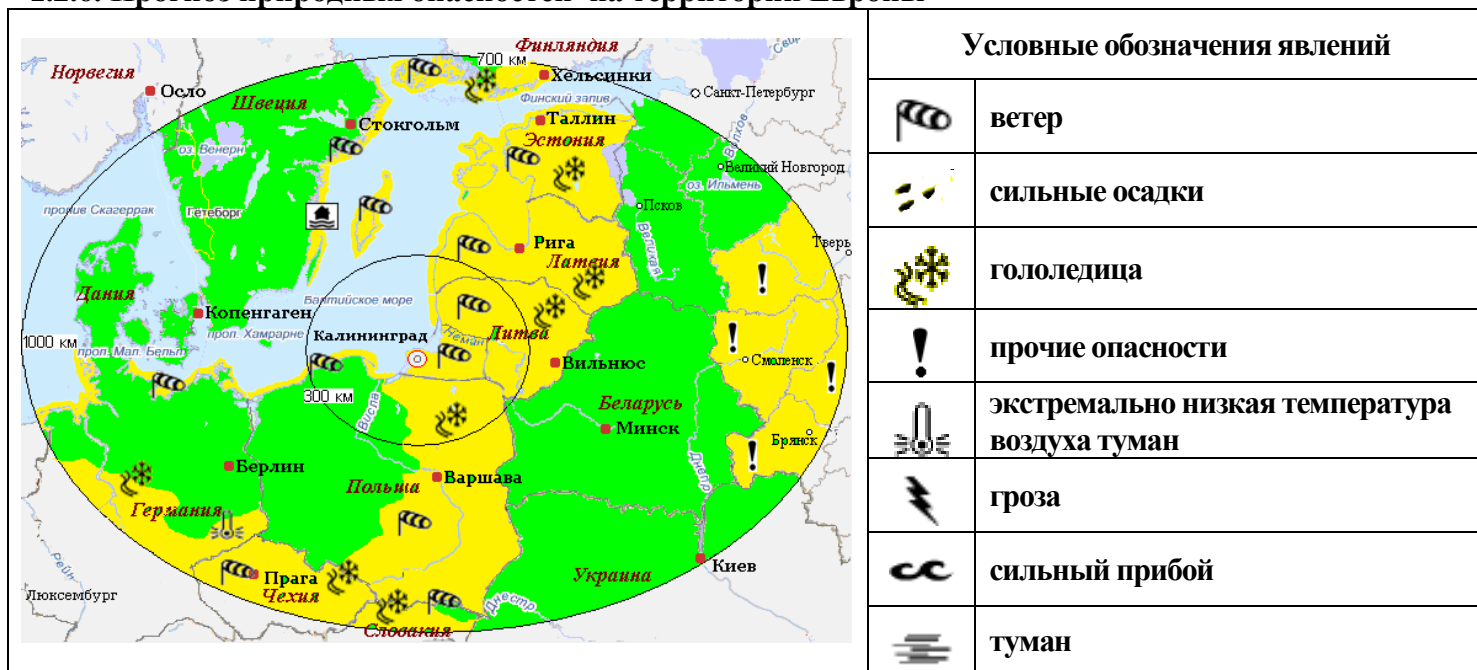 Финляндия
700 км
Норвегия
Хельсинки
Осло
Санкт-Петербург
Швеция
Финский залив
Стокгольм
Таллин
Эстония
Волхов
оз. Венерн
Великий Новгород
оз. Ильмень
пролив Скагеррак
Гётеборг
Псков
Великая
Рига
Тверь
Латвия
Дания
Балтийское море
Копенгаген
Калининград
Неман
Литва
1000 км
прол. Мал. Бельт
прол. Хамрарне
Смоленск
Вильнюс
300 км
Висла
Беларусь
Минск
Брянск
Берлин
Польша
Варшава
Днепр
Германия
Рейн
Прага
Чехия
Украина
Киев
Люксембург
Днестр
Словакия
Условные обозначения явлений
ветер
сильные осадки
гололедица
прочие опасности
экстремально низкая температура
воздуха туман
гроза
сильный прибой
туман